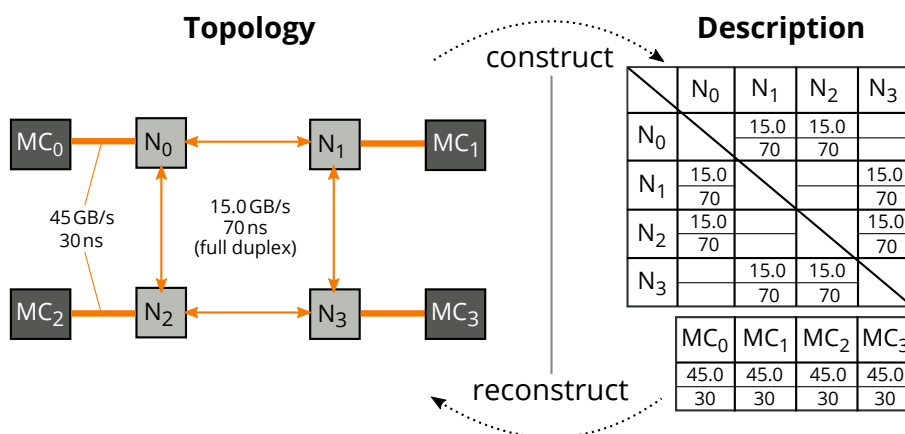 Topology
Description
construct
N0 N1 N2 N3
MC0 N0 N1 MC1
N0 15.0 15.0
70 70
N1 15.0 15.0
70 70
45 GB/s
30 ns
15.0 GB/s
70 ns
(full duplex)
N2 15.0 15.0
70 70
N3 15.0 15.0
70 70
MC2 N2 N3 MC3
MC0 MC1 MC2 MC3
45.0 45.0 45.0 45.0
30 30 30 30
reconstruct